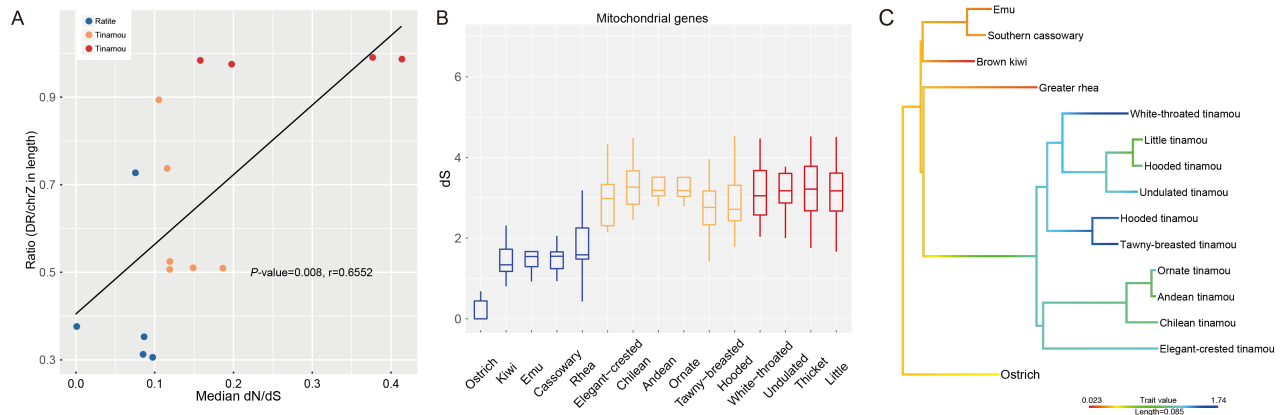 A
Ratite
Tinamou
Tinamou
0.9
0.7
0.5
0.3
Ratio (DR/chrZ in length)
P-value=0.008, r=0.6552
0.0
0.1
0.2
0.3
0.4
Median dN/dS
B
Mitochondrial genes
6
4
2
0
dS
Ostrich
Kiwi
Emu
Cassowary
Rhea
Elegant-crested
Chilean
Andean
Ornate
Tawny-breasted
Hooded
White-throated
Undulated
Thicket
Little
C
Emu
Southern cassowary
Brown kiwi
Greater rhea
White-throated tinamou
Little tinamou
Hooded tinamou
Undulated tinamou
Hooded tinamou
Tawny-breasted tinamou
Ornate tinamou
Andean tinamou
Chilean tinamou
Elegant-crested tinamou
Ostrich
0.023 Trait value 1.74
Length=0.085